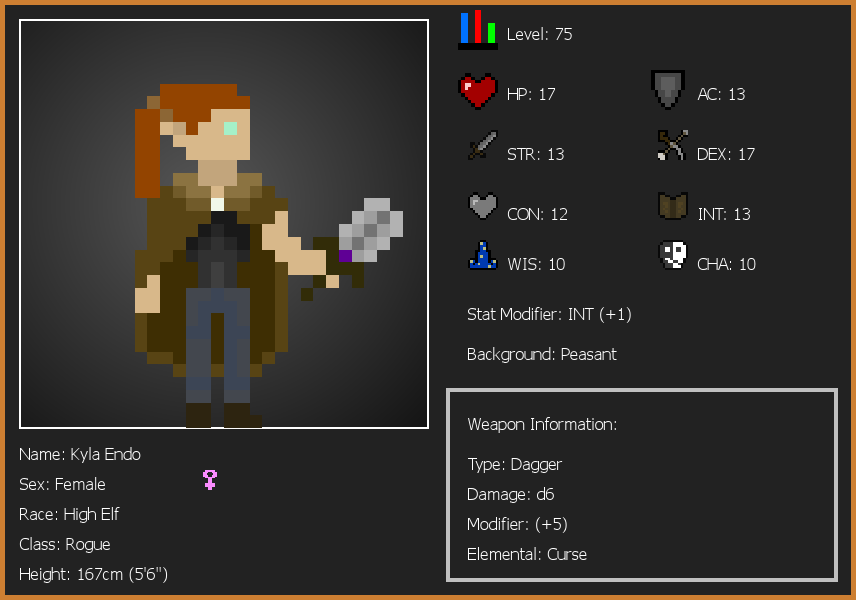 Level: 75
HP: 17
AC: 13
STR: 13
DEX: 17
CON: 12
INT: 13
WIS: 10
CHA: 10
Stat Modifier: INT (+1)
Background: Peasant
Weapon Information:
Type: Dagger
Damage: d6
Modifier: (+5)
Elemental: Curse
Name: Kyla Endo
Sex: Female
Race: High Elf
Class: Rogue
Height: 167cm (5'6")